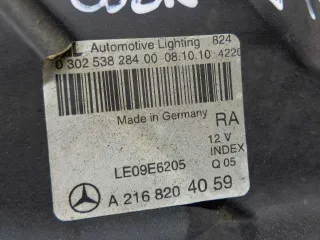 Automotive Lighting 824
0 302 538 284 00 08.10.10 4220
Made in Germany
RA
12 V
INDEX
Q 05
LE09E6205
A 216 820 40 59